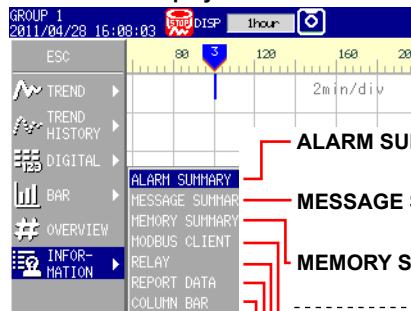 GROUP 1
2011/04/28 16:08:03 STOP DISP 1hour
ESC 80 3 120 160 20
TREND 2min/div
TREND
HISTORY
DIGITAL
BAR
OVERVIEW
INFOR-
MATION
ALARM SUMMARY
MESSAGE SUMMAR
MEMORY SUMMARY
MODBUS CLIENT
RELAY
REPORT DATA
COLUMN BAR
ALARM SU
MESSAGE
MEMORY S